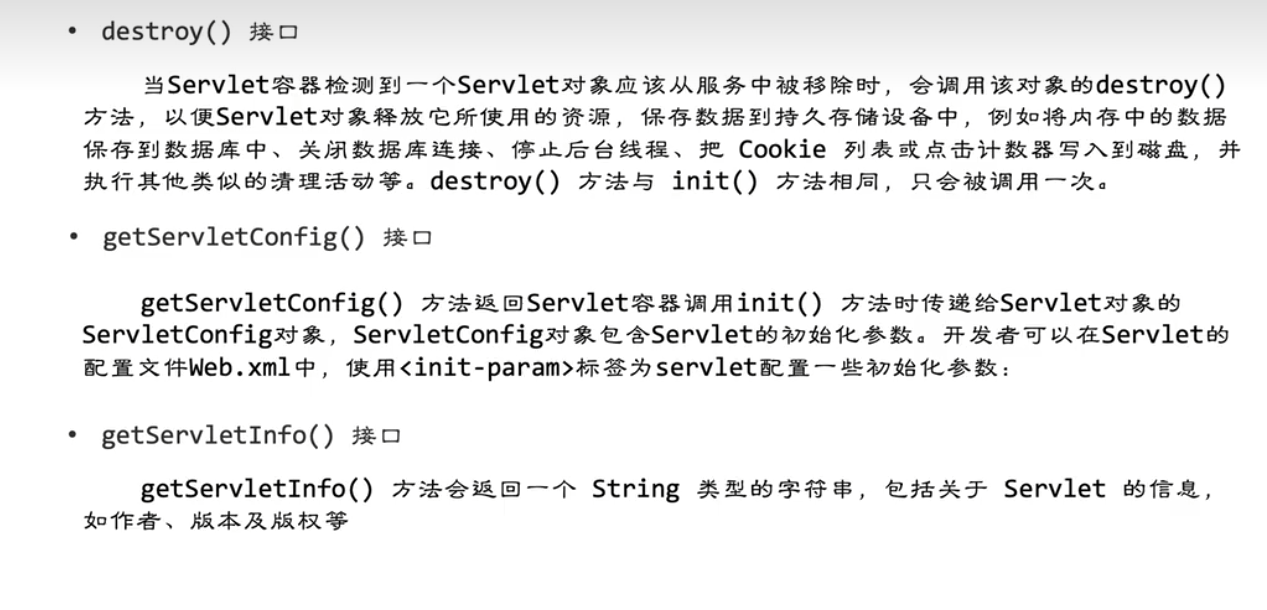 • destroy() 接口
当Servlet容器检测到一个Servlet对象应该从服务中被移除时，会调用该对象的destroy()
方法，以便Servlet对象释放它所使用的资源，保存数据到持久存储设备中，例如将内存中的数据
保存到数据库中、关闭数据库连接、停止后台线程、把 Cookie 列表或点击计数器写入到磁盘，并
执行其他类似的清理活动等。destroy() 方法与 init() 方法相同，只会被调用一次。
• getServletConfig() 接口
getServletConfig() 方法返回Servlet容器调用init() 方法时传递给Servlet对象的
ServletConfig对象，ServletConfig对象包含Servlet的初始化参数。开发者可以在Servlet的
配置文件Web.xml中，使用<init-param>标签为servlet配置一些初始化参数：
• getServletInfo() 接口
getServletInfo() 方法会返回一个 String 类型的字符串，包括关于 Servlet 的信息，
如作者、版本及版权等